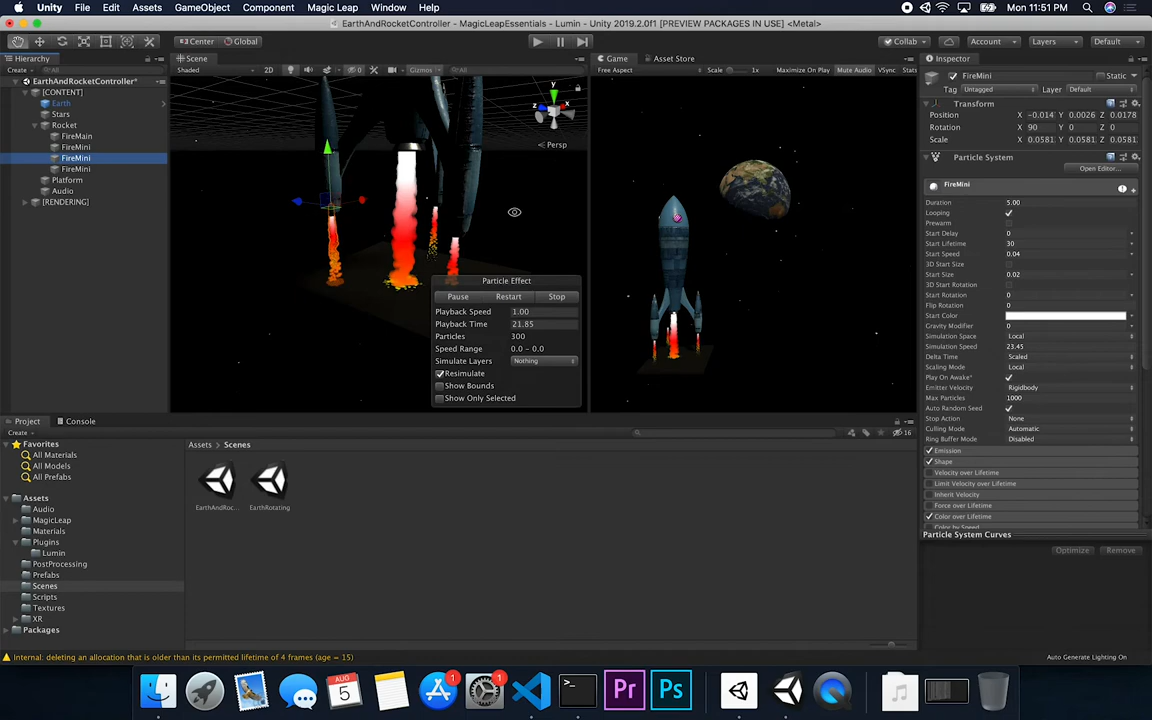 Unity File Edit Assets GameObject Component Magic Leap Window Help Mon 11:51 PM
EarthAndRocketController - MagicLeapEssentials - Lumin - Unity 2019.2.0f1 [PREVIEW PACKAGES IN USE] <Metal>
Center Global Collab Account Layers Default
Hierarchy
Create All
EarthAndRocketController*
[CONTENT]
Earth
Stars
Rocket
FireMain
FireMini
FireMini
FireMini
Platform
Audio
[RENDERING]
Scene
Shaded 2D 0 Gizmos All
y
z x
Persp
Particle Effect
Pause Restart Stop
Playback Speed 1.00
Playback Time 21.85
Particles 300
Speed Range 0.0 - 0.0
Simulate Layers Nothing
Resimulate
Show Bounds
Show Only Selected
Game Asset Store
Free Aspect Scale 1x Maximize On Play Mute Audio VSync Stats
Inspector
FireMini Static
Tag Untagged Layer Default
Transform
Position X -0.014 Y 0.0026 Z 0.0178
Rotation X 90 Y 0 Z 0
Scale X 0.0581 Y 0.0581 Z 0.0581
Particle System
Open Editor...
FireMini
Duration 5.00
Looping
Prewarm
Start Delay 0
Start Lifetime 30
Start Speed 0.04
3D Start Size
Start Size 0.02
3D Start Rotation
Start Rotation 0
Flip Rotation 0
Start Color
Gravity Modifier 0
Simulation Space Local
Simulation Speed 23.45
Delta Time Scaled
Scaling Mode Local
Play On Awake*
Emitter Velocity Rigidbody
Max Particles 1000
Auto Random Seed
Stop Action None
Culling Mode Automatic
Ring Buffer Mode Disabled
Emission
Shape
Velocity over Lifetime
Limit Velocity over Lifetime
Inherit Velocity
Force over Lifetime
Color over Lifetime
Color by Speed
Particle System Curves
Optimize Remove
Project Console
Create 16
Favorites
All Materials
All Models
All Prefabs
Assets
Audio
MagicLeap
Materials
Plugins
Lumin
PostProcessing
Prefabs
Scenes
Scripts
Textures
XR
Packages
Assets Scenes
EarthAndRoc... EarthRotating
Internal: deleting an allocation that is older than its permitted lifetime of 4 frames (age = 15)
Auto Generate Lighting On
AUG
5
1
1
Pr
Ps